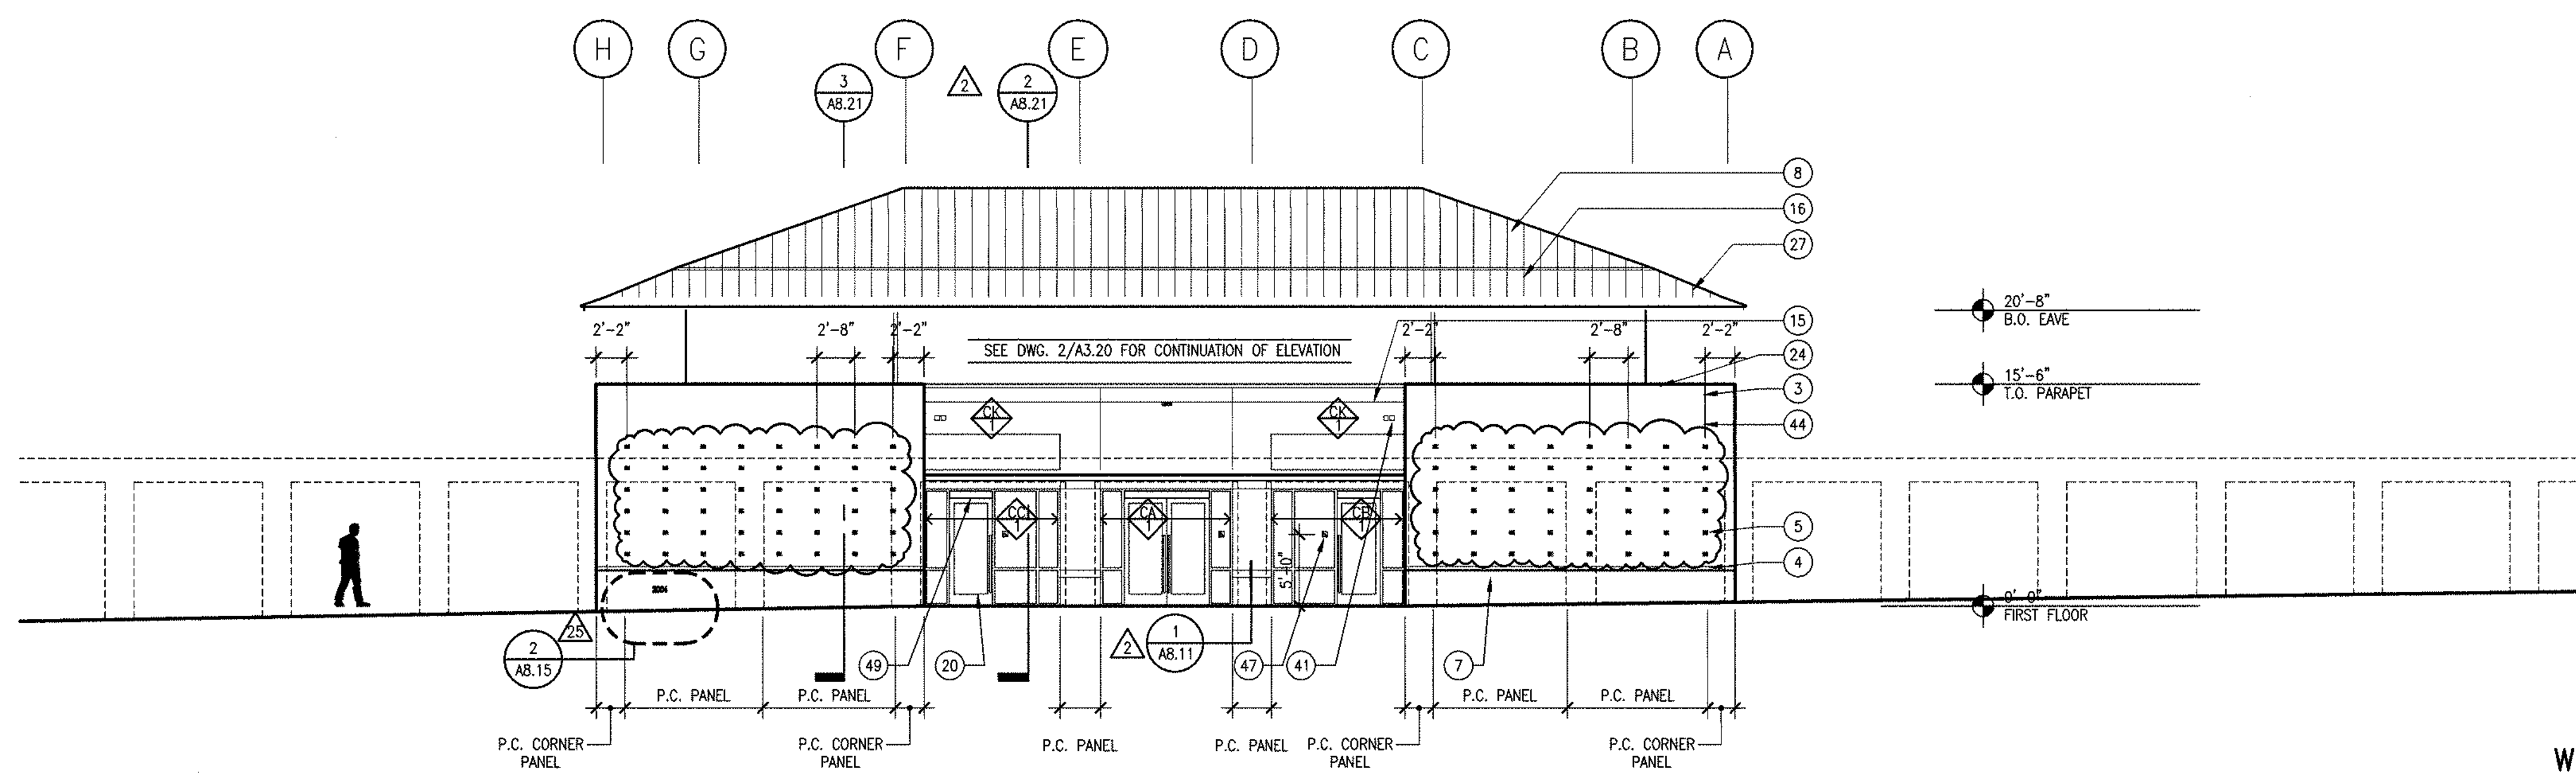 H G F E D C B A
3
A8.21
2
2
A8.21
8
16
27
20'-8"
B.O. EAVE
2'-2" 2'-8" 2'-2" 2'-2" 2'-8" 2'-2"
15
SEE DWG. 2/A3.20 FOR CONTINUATION OF ELEVATION
24
15'-6"
T.O. PARAPET
3
CK
1
CK
1
44
CC
1
CA
1
CB
1
5
5'-0"
4
2004
0'-0"
FIRST FLOOR
25
2
A8.15
49
20
2
1
A8.11
47
41
7
P.C. PANEL P.C. PANEL P.C. PANEL P.C. PANEL
P.C. CORNER
PANEL
P.C. CORNER
PANEL
P.C. PANEL
P.C. PANEL
P.C. CORNER
PANEL
P.C. CORNER
PANEL
W